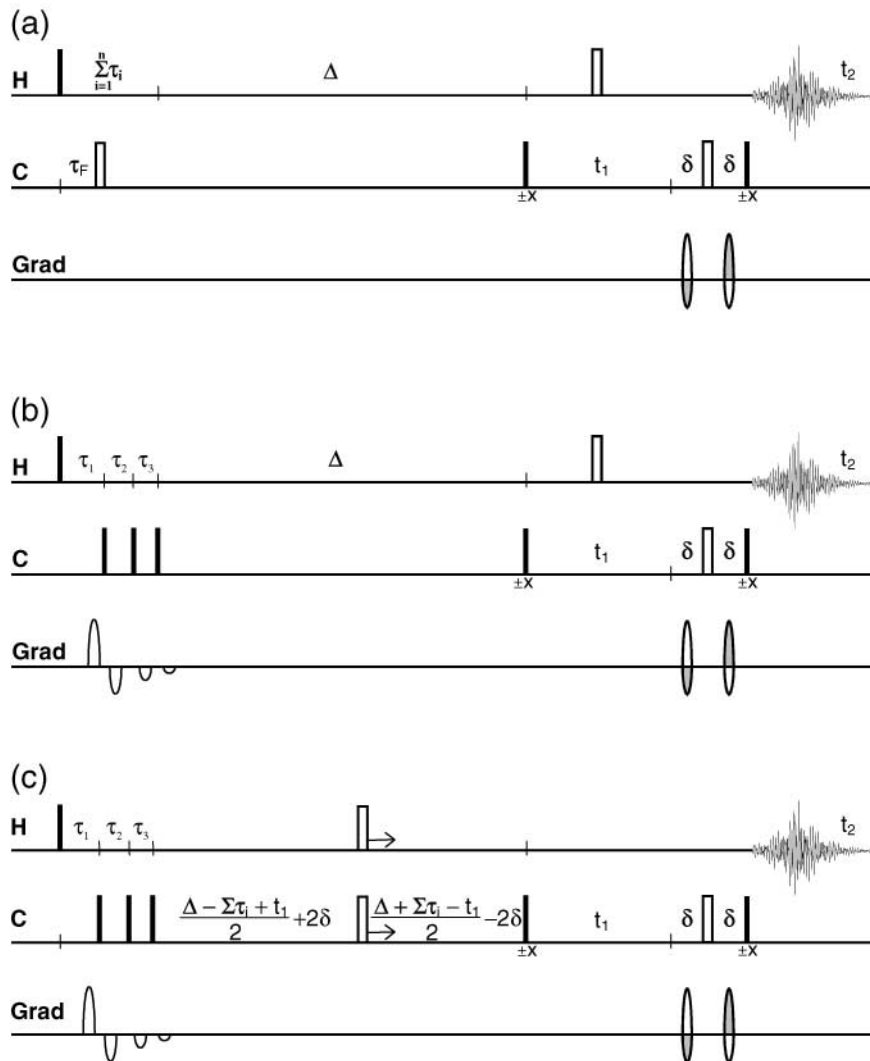 (a)
H n Σ τi i=1 Δ t2
C τF ±x t1 δ δ ±x
Grad
(b)
H τ1 τ2 τ3 Δ t2
C ±x t1 δ δ ±x
Grad
(c)
H τ1 τ2 τ3 t2
C Δ − Στi + t1 / 2 +2δ Δ + Στi − t1 / 2 −2δ ±x t1 δ δ ±x
Grad